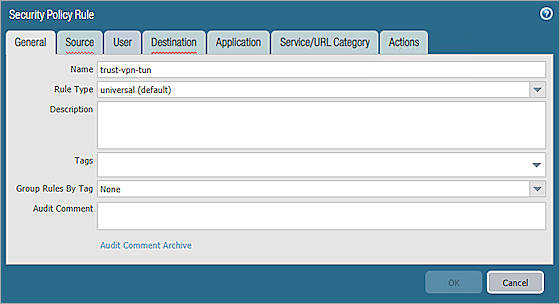 Security Policy Rule
General Source User Destination Application Service/URL Category Actions
Name trust-vpn-tun
Rule Type universal (default)
Description
Tags
Group Rules By Tag None
Audit Comment
Audit Comment Archive
OK Cancel